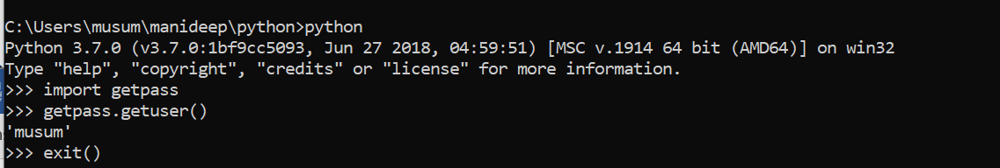 C:\Users\musum\manideep\python>python
Python 3.7.0 (v3.7.0:1bf9cc5093, Jun 27 2018, 04:59:51) [MSC v.1914 64 bit (AMD64)] on win32
Type "help", "copyright", "credits" or "license" for more information.
>>> import getpass
>>> getpass.getuser()
'musum'
>>> exit()